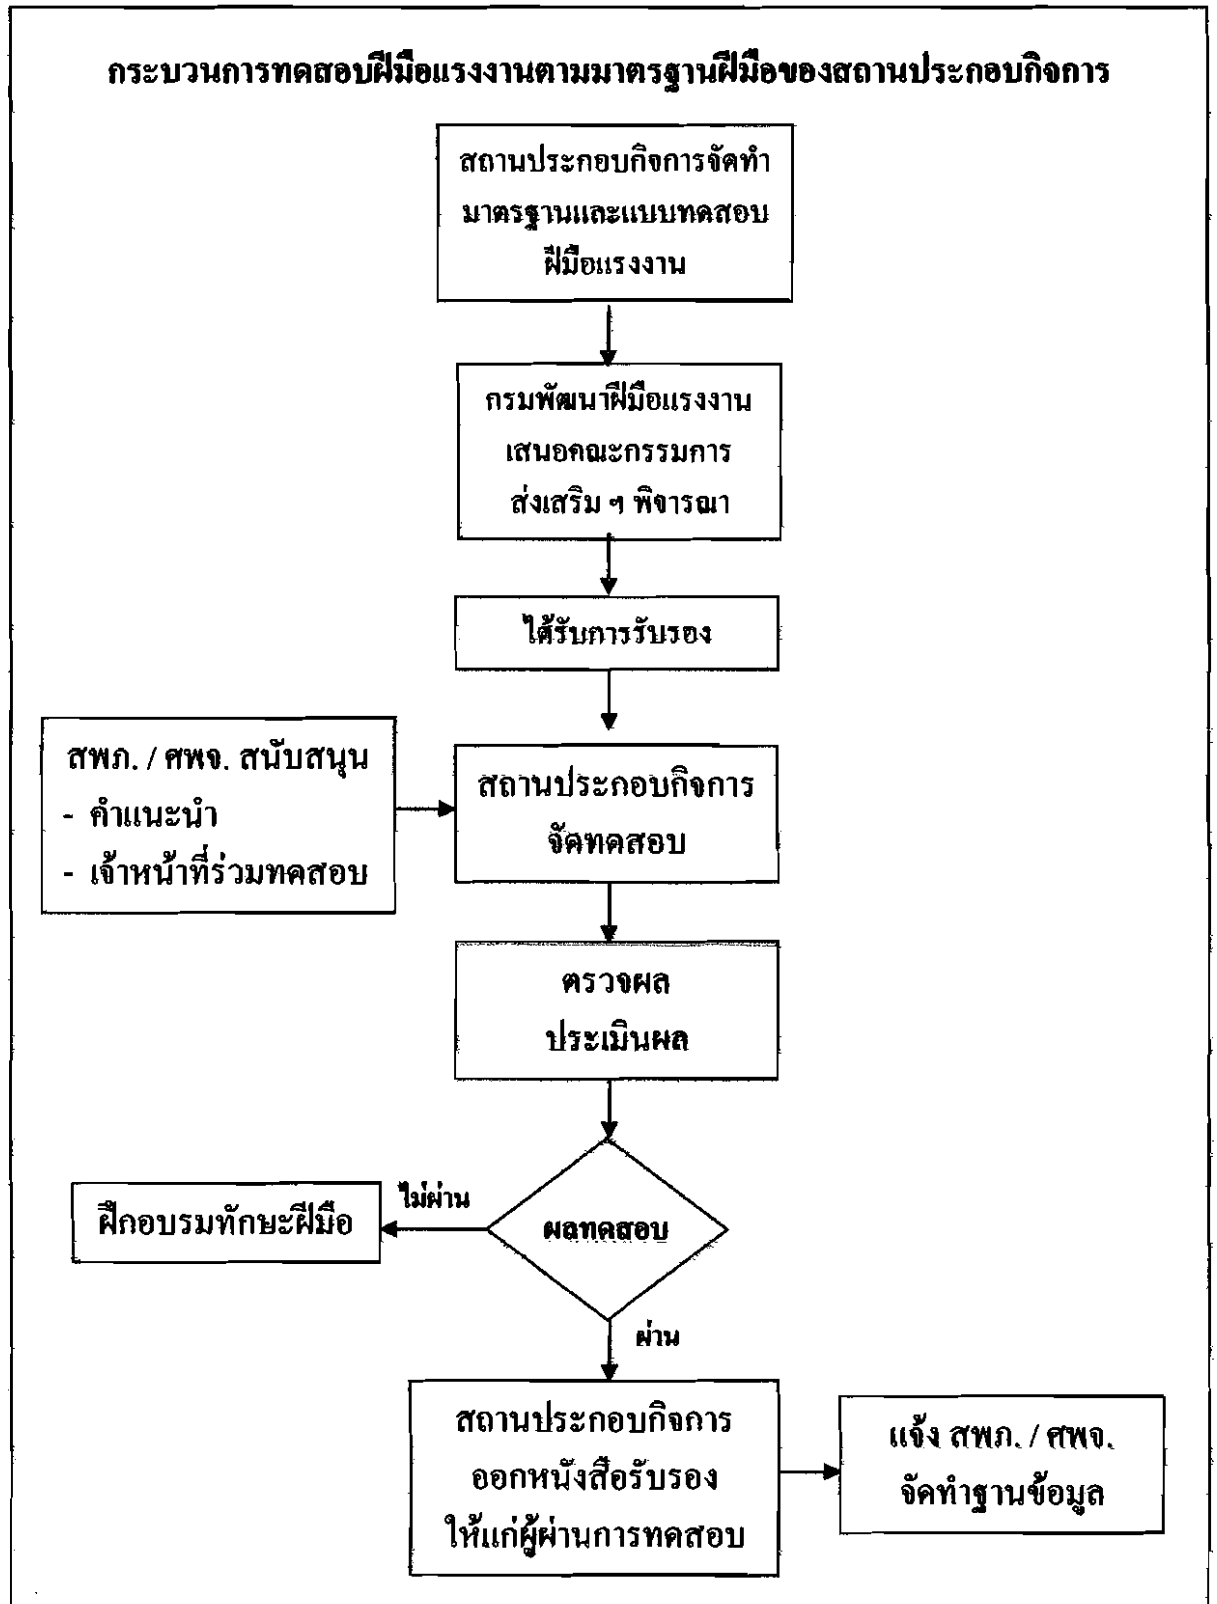 กระบวนการทดสอบฝีมือแรงงานตามมาตรฐานฝีมือของสถานประกอบกิจการ
สถานประกอบกิจการจัดทำ
มาตรฐานและแบบทดสอบ
ฝีมือแรงงาน
กรมพัฒนาฝีมือแรงงาน
เสนอคณะกรรมการ
ส่งเสริม ฯ พิจารณา
ได้รับการรับรอง
สพภ. / ศพจ. สนับสนุน
- คำแนะนำ
- เจ้าหน้าที่ร่วมทดสอบ
สถานประกอบกิจการ
จัดทดสอบ
ตรวจผล
ประเมินผล
ไม่ผ่าน
ฝึกอบรมทักษะฝีมือ
ผลทดสอบ
ผ่าน
สถานประกอบกิจการ
ออกหนังสือรับรอง
ให้แก่ผู้ผ่านการทดสอบ
แจ้ง สพภ. / ศพจ.
จัดทำฐานข้อมูล